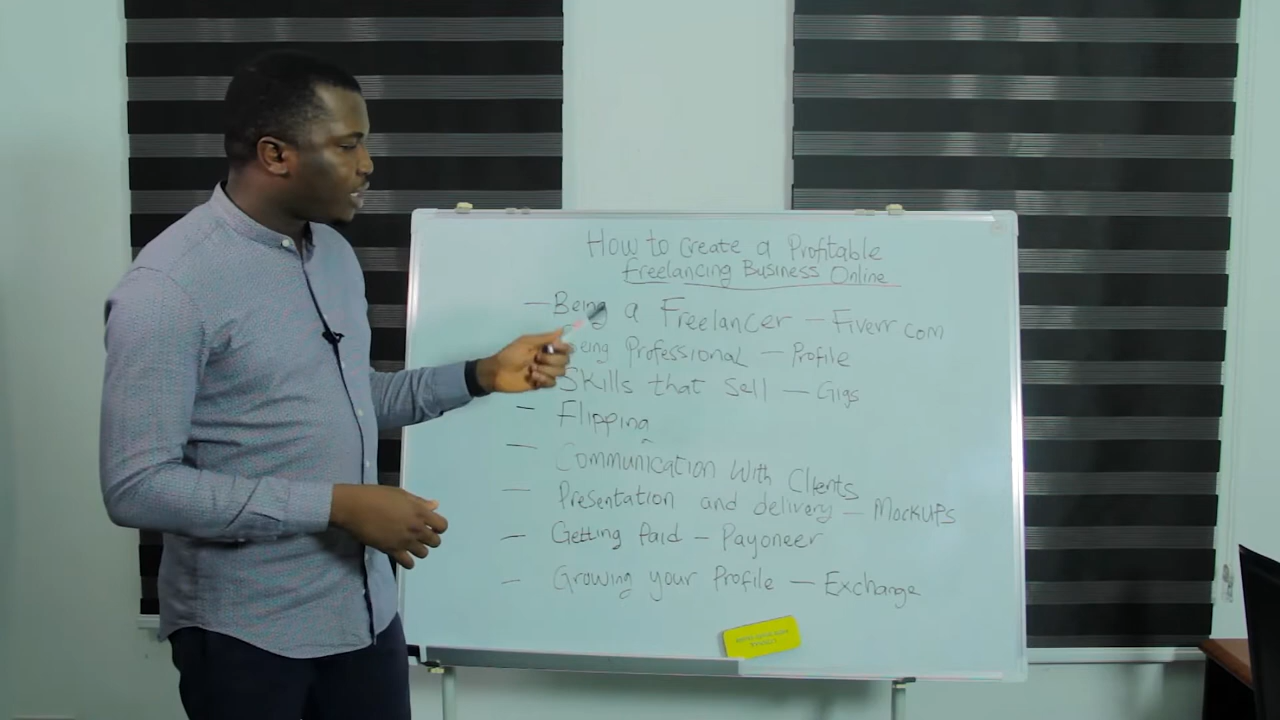 How to create a Profitable
Freelancing Business Online
— Being a Freelancer — Fiverr com
Being Professional — Profile
Skills that Sell — Gigs
— Flipping
— Communication With Clients
— Presentation and delivery — Mockups
— Getting Paid — Payoneer
— Growing your Profile — Exchange